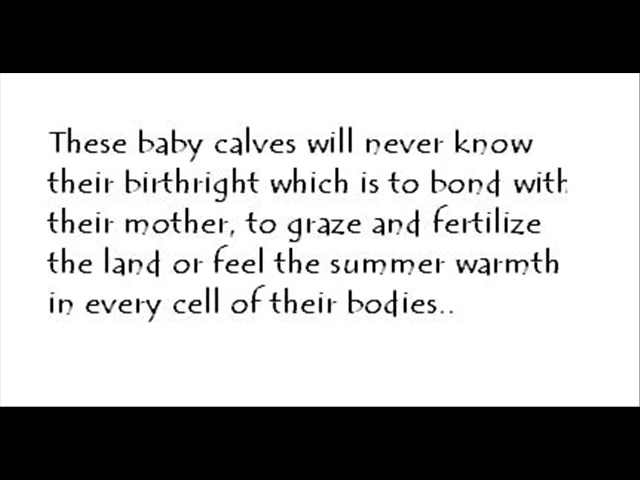 These baby calves will never know
their birthright which is to bond with
their mother, to graze and fertilize
the land or feel the summer warmth
in every cell of their bodies..